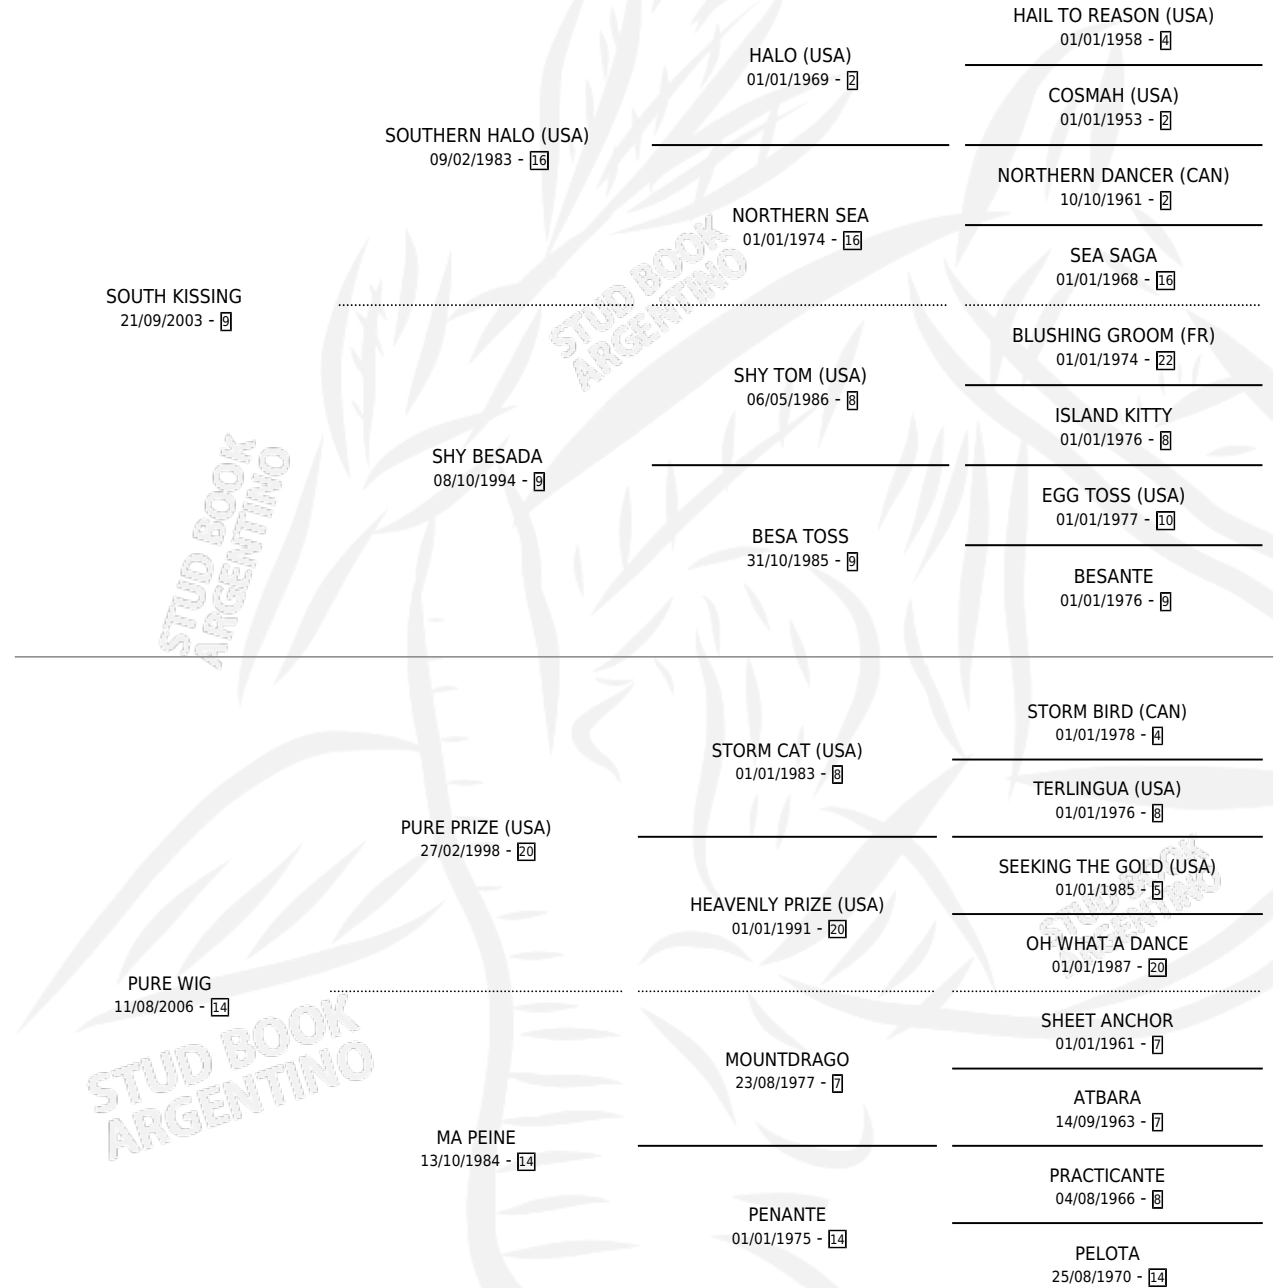 HAIL TO REASON (USA)
01/01/1958 - 4
HALO (USA)
01/01/1969 - 2
COSMAH (USA)
01/01/1953 - 2
SOUTHERN HALO (USA)
09/02/1983 - 16
NORTHERN DANCER (CAN)
10/10/1961 - 2
NORTHERN SEA
01/01/1974 - 16
SEA SAGA
01/01/1968 - 16
SOUTH KISSING
21/09/2003 - 9
STUD BOOK
ARGENTINO
BLUSHING GROOM (FR)
01/01/1974 - 22
SHY TOM (USA)
06/05/1986 - 8
ISLAND KITTY
01/01/1976 - 8
SHY BESADA
08/10/1994 - 9
EGG TOSS (USA)
01/01/1977 - 10
BESA TOSS
31/10/1985 - 9
BESANTE
01/01/1976 - 9
STUD BOOK
ARGENTINO
STORM BIRD (CAN)
01/01/1978 - 4
STORM CAT (USA)
01/01/1983 - 8
TERLINGUA (USA)
01/01/1976 - 8
PURE PRIZE (USA)
27/02/1998 - 20
SEEKING THE GOLD (USA)
01/01/1985 - 5
HEAVENLY PRIZE (USA)
01/01/1991 - 20
STUD BOOK
ARGENTINO
OH WHAT A DANCE
01/01/1987 - 20
PURE WIG
11/08/2006 - 14
SHEET ANCHOR
01/01/1961 - 7
MOUNTDRAGO
23/08/1977 - 7
STUD BOOK
ARGENTINO
ATBARA
14/09/1963 - 7
MA PEINE
13/10/1984 - 14
PRACTICANTE
04/08/1966 - 8
PENANTE
01/01/1975 - 14
PELOTA
25/08/1970 - 14